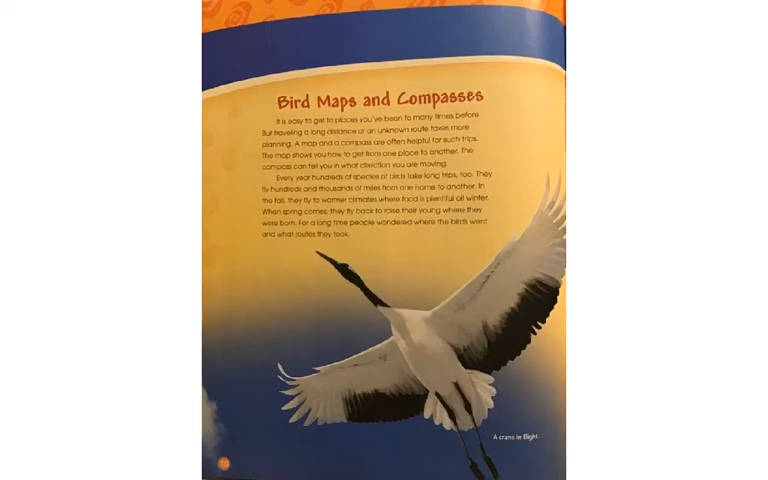 Bird Maps and Compasses
It is easy to get to places you've been to many times before.
But traveling a long distance or an unknown route takes more
planning. A map and a compass are often helpful for such trips.
The map shows you how to get from one place to another. The
compass can tell you in what direction you are moving.
Every year hundreds of species of birds take long trips, too. They
fly hundreds and thousands of miles from one home to another. In
the fall, they fly to warmer climates where food is plentiful all winter.
When spring comes, they fly back to raise their young where they
were born. For a long time people wondered where the birds went
and what routes they took.
A crane in flight
10